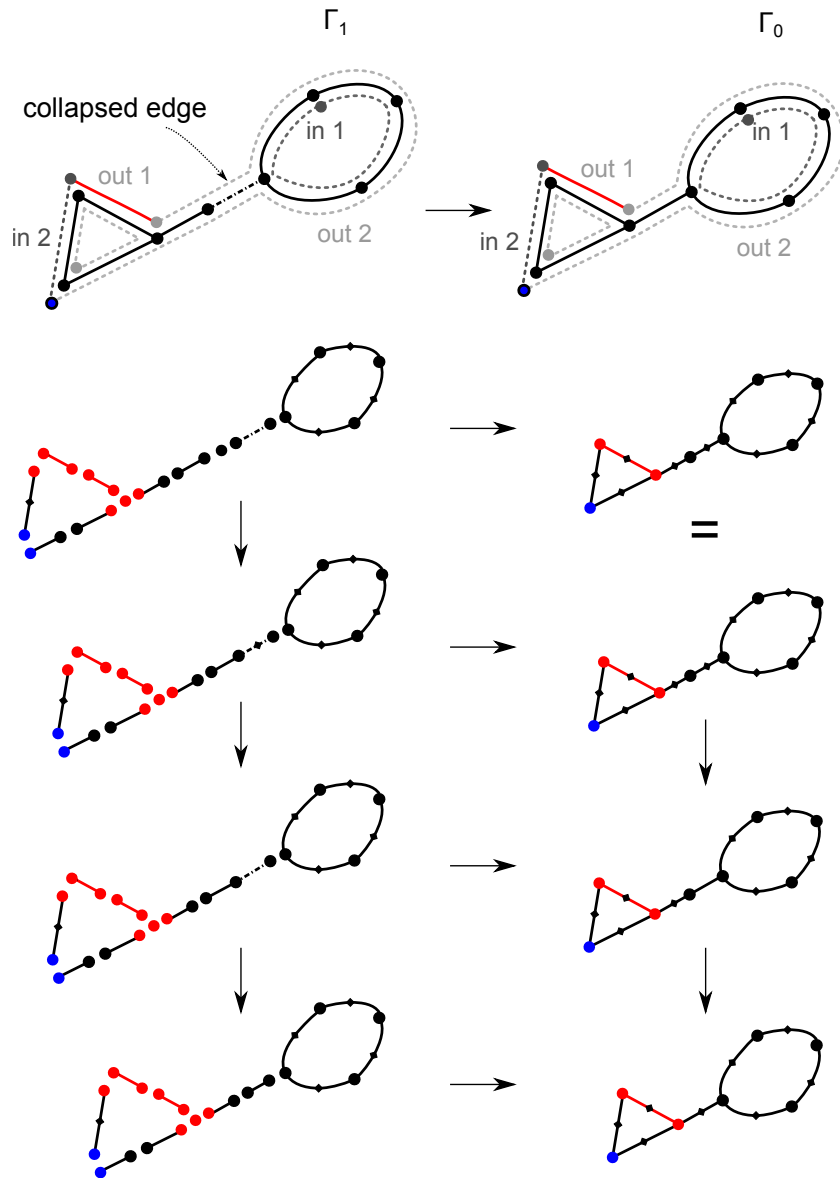 Γ₁ Γ₀
collapsed edge
in 1 in 1
out 1 out 1
in 2 out 2 in 2 out 2
=